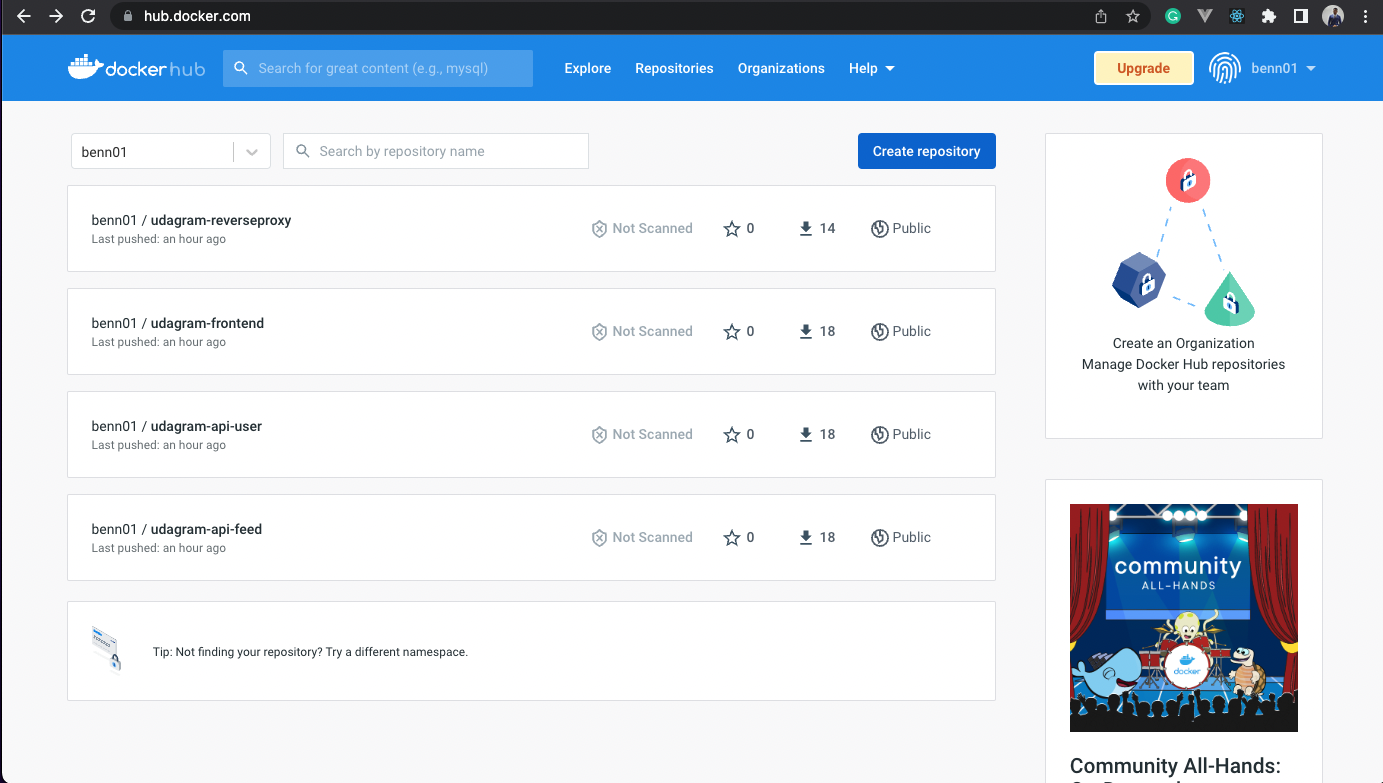 hub.docker.com
docker hub
Search for great content (e.g., mysql)
Explore
Repositories
Organizations
Help
Upgrade
benn01
benn01
Search by repository name
Create repository
benn01 / udagram-reverseproxy
Last pushed: an hour ago
Not Scanned
0
14
Public
benn01 / udagram-frontend
Last pushed: an hour ago
Not Scanned
0
18
Public
benn01 / udagram-api-user
Last pushed: an hour ago
Not Scanned
0
18
Public
benn01 / udagram-api-feed
Last pushed: an hour ago
Not Scanned
0
18
Public
Tip: Not finding your repository? Try a different namespace.
Create an Organization
Manage Docker Hub repositories
with your team
community
ALL-HANDS
docker
Community All-Hands: